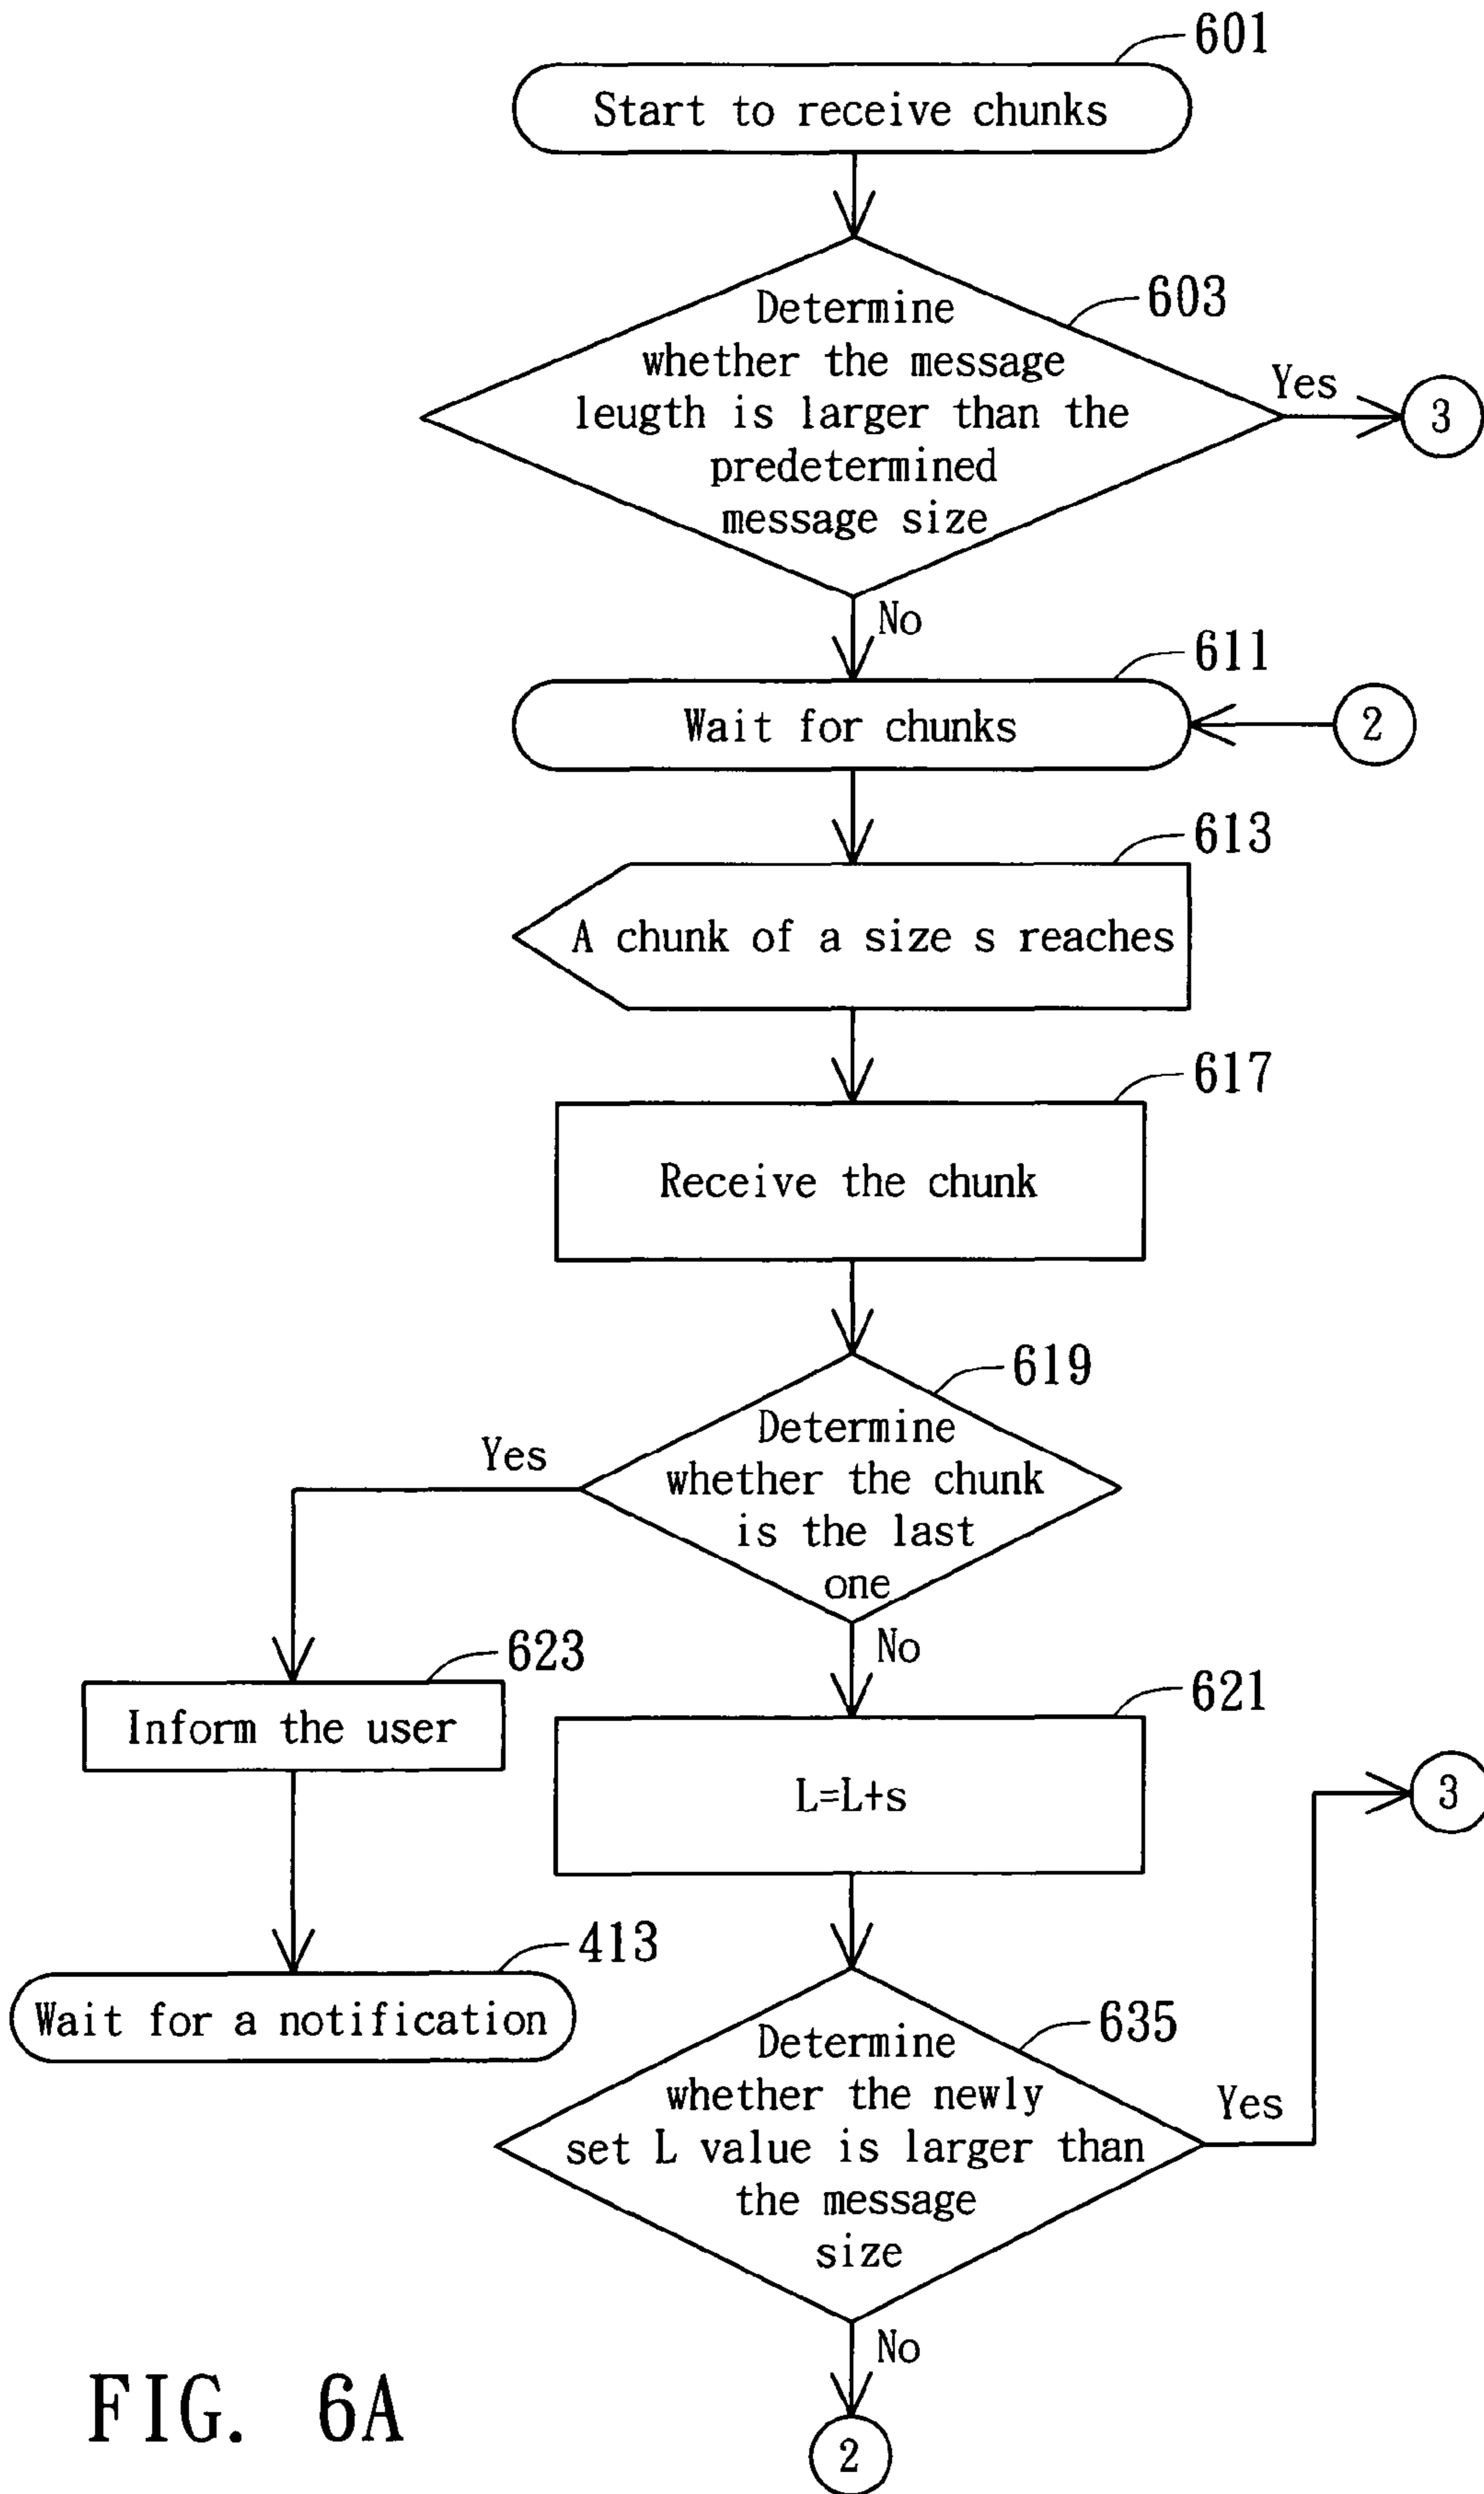 601
Start to receive chunks
603
Determine
whether the message
leugth is larger than the
predetermined
message size
Yes
3
No
611
Wait for chunks
2
613
A chunk of a size s reaches
617
Receive the chunk
619
Determine
whether the chunk
is the last
one
Yes
No
623
Inform the user
621
L=L+s
3
413
Wait for a notification
635
Determine
whether the newly
set L value is larger than
the message
size
Yes
No
2
FIG. 6A